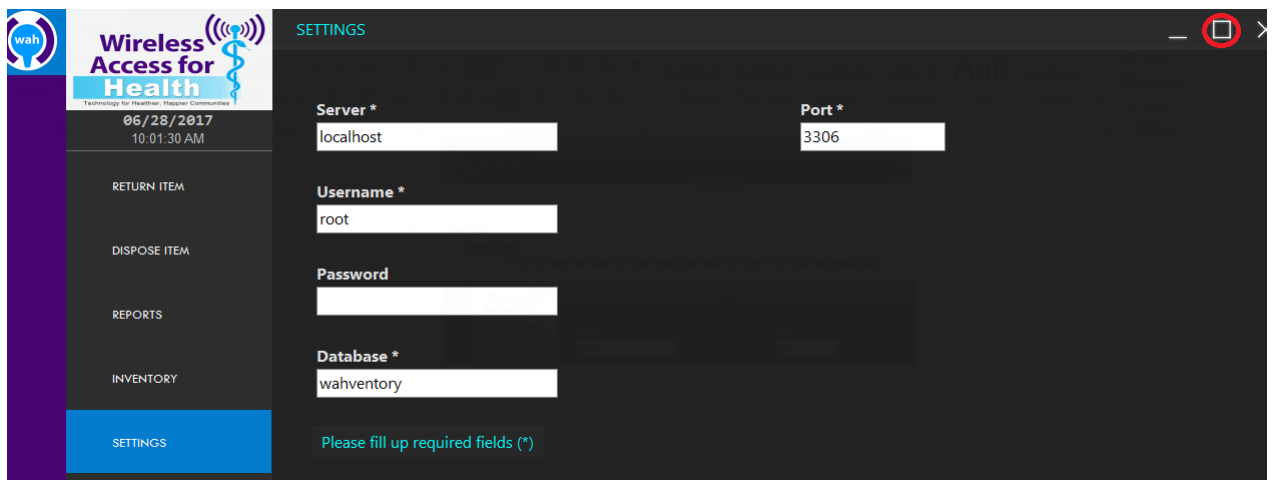 wah
Wireless
Access for
Health
Technology for Healthier, Happier Communities
06/28/2017
10:01:30 AM
RETURN ITEM
DISPOSE ITEM
REPORTS
INVENTORY
SETTINGS
SETTINGS
Server *
localhost
Port *
3306
Username *
root
Password
Database *
wahventory
Please fill up required fields (*)